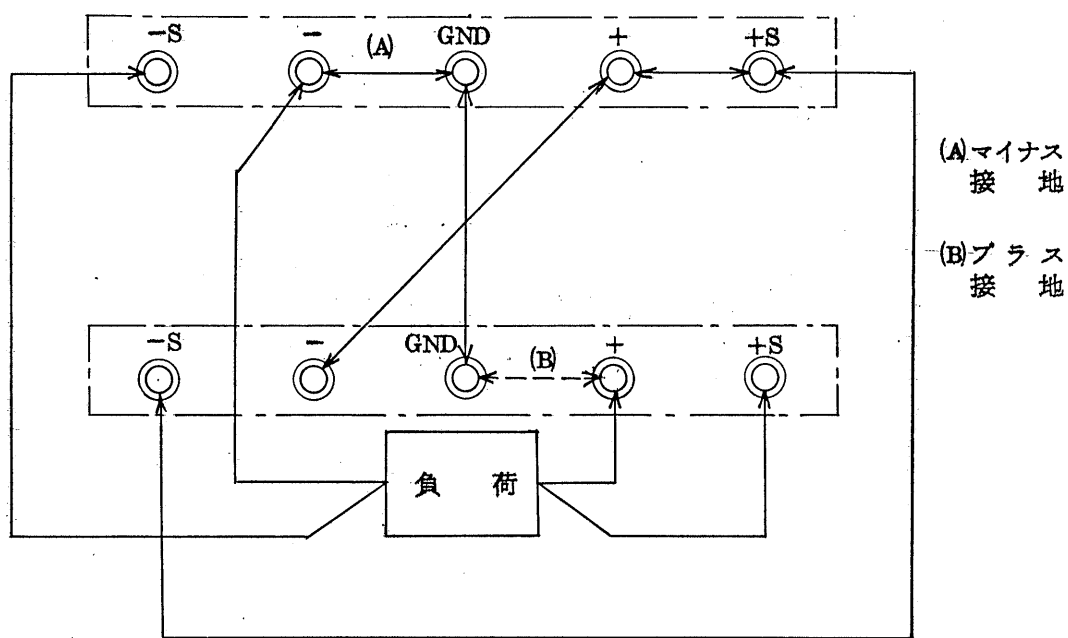 -S - (A) GND + +S
(A)マイナス
接 地
(B)プラス
接 地
-S - GND (B) + +S
負 荷